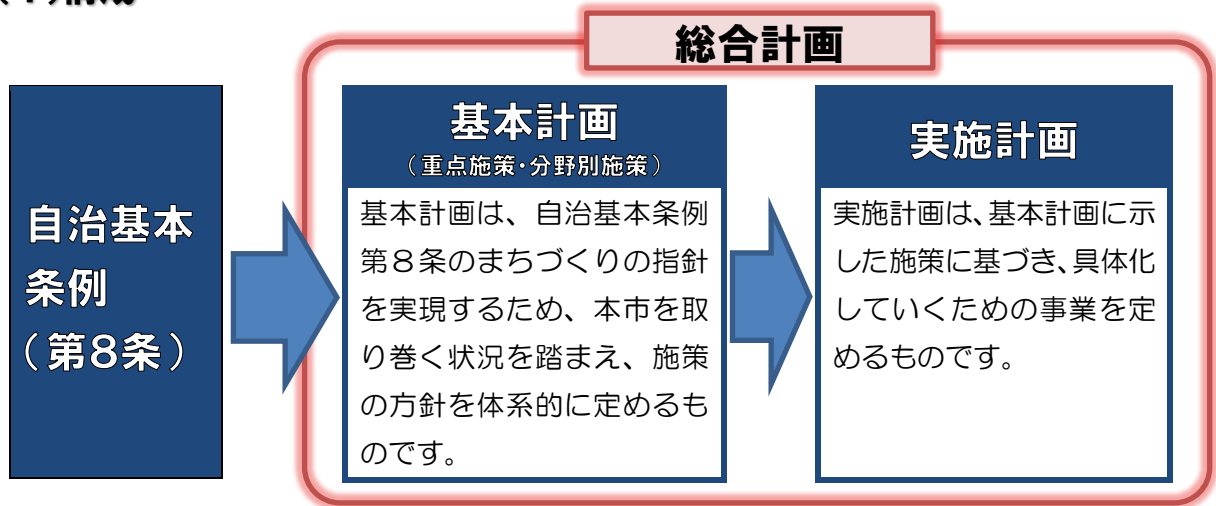 構成
総合計画
自治基本
条例
（第８条）
基本計画
（重点施策・分野別施策）
基本計画は、自治基本条例
第８条のまちづくりの指針
を実現するため、本市を取
り巻く状況を踏まえ、施策
の方針を体系的に定めるも
のです。
実施計画
実施計画は、基本計画に示
した施策に基づき、具体化
していくための事業を定
めるものです。